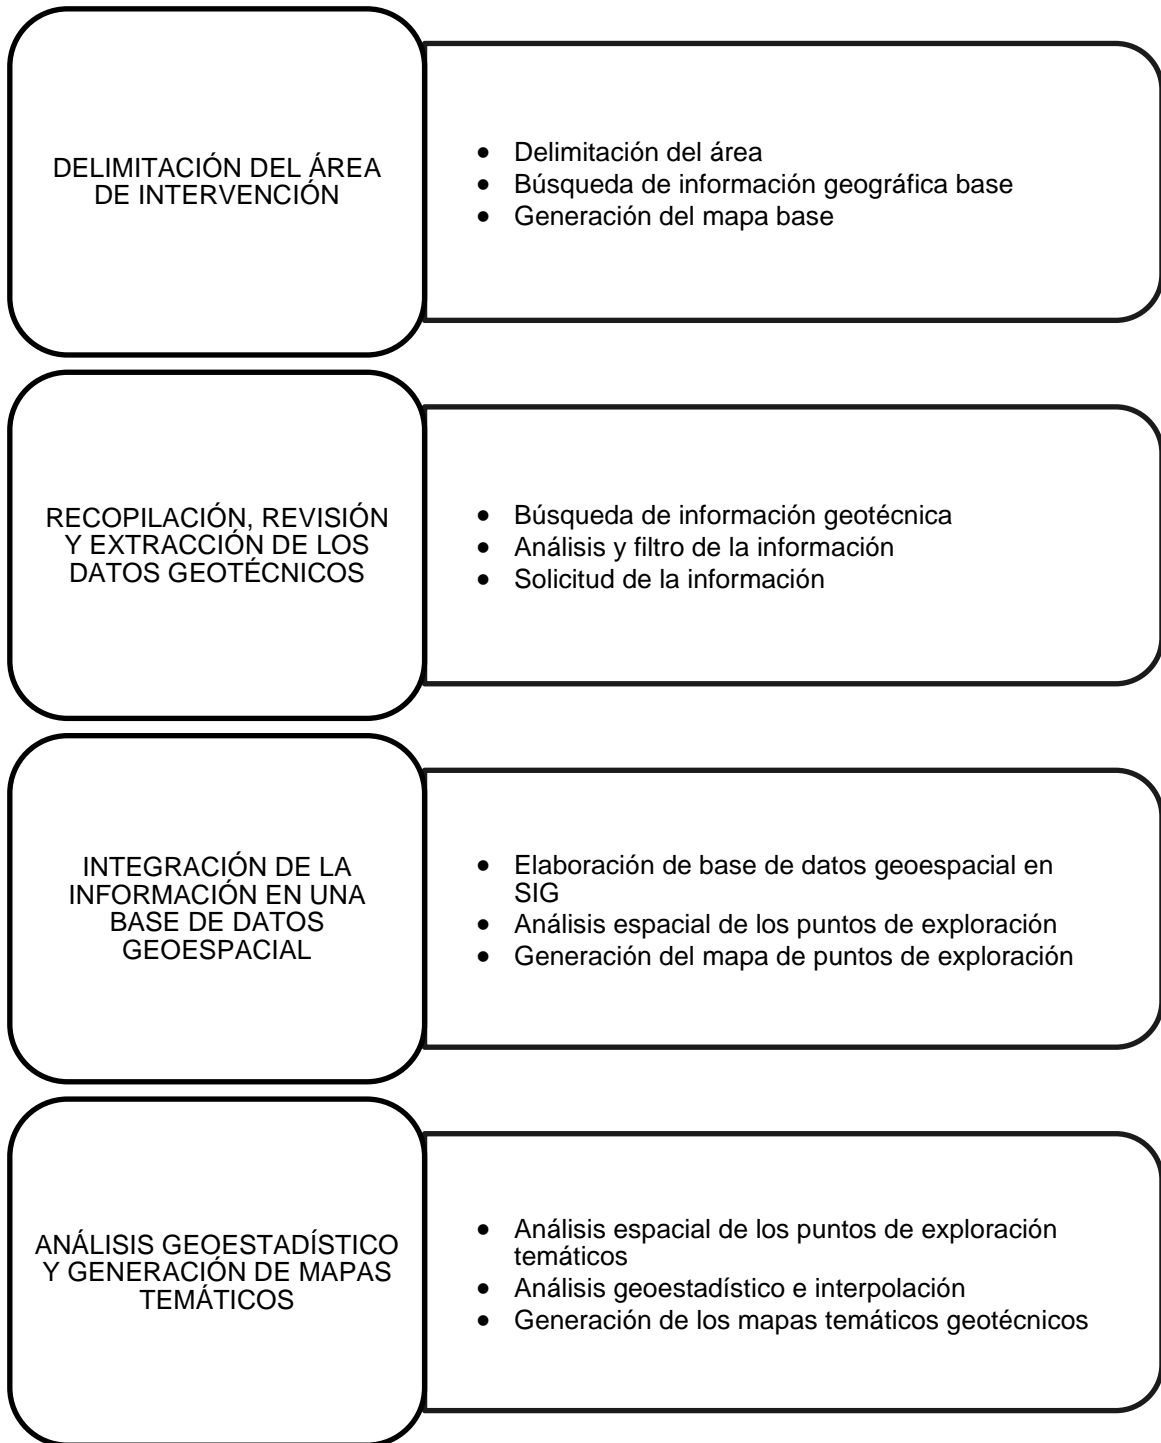 DELIMITACIÓN DEL ÁREA
DE INTERVENCIÓN
• Delimitación del área
• Búsqueda de información geográfica base
• Generación del mapa base
RECOPILACIÓN, REVISIÓN
Y EXTRACCIÓN DE LOS
DATOS GEOTÉCNICOS
• Búsqueda de información geotécnica
• Análisis y filtro de la información
• Solicitud de la información
INTEGRACIÓN DE LA
INFORMACIÓN EN UNA
BASE DE DATOS
GEOESPACIAL
• Elaboración de base de datos geoespacial en
SIG
• Análisis espacial de los puntos de exploración
• Generación del mapa de puntos de exploración
ANÁLISIS GEOESTADÍSTICO
Y GENERACIÓN DE MAPAS
TEMÁTICOS
• Análisis espacial de los puntos de exploración
temáticos
• Análisis geoestadístico e interpolación
• Generación de los mapas temáticos geotécnicos